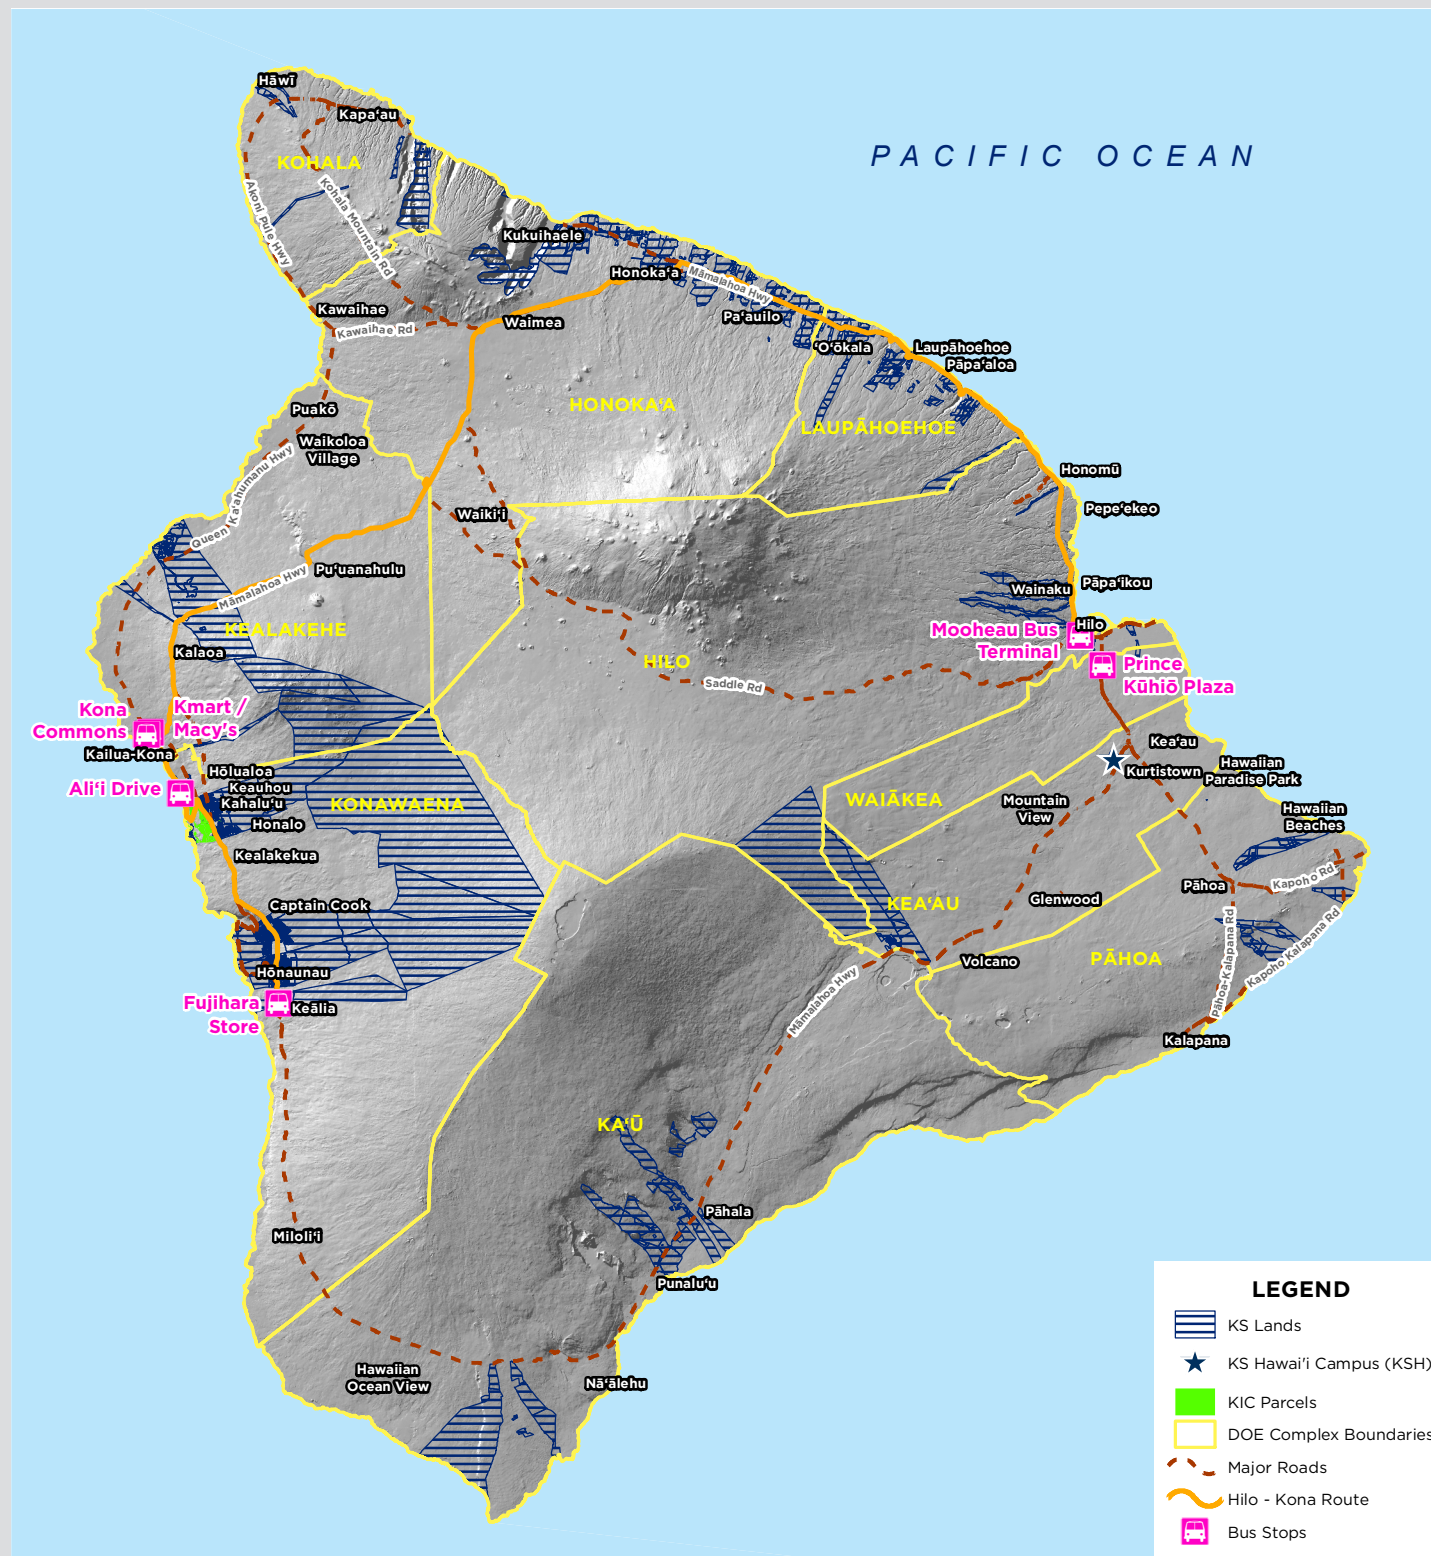 Hāwī
Kapaʻau
PACIFIC OCEAN
KOHALA
Akoni Pule Hwy
Kohala Mountain Rd
Kukuihaele
Honokaʻa
Māmalahoa Hwy
Kawaihae
Kawaihae Rd
Waimea
Paʻauilo
ʻOʻōkala
Laupāhoehoe
Pāpaʻaloa
Puakō
HONOKAʻA
LAUPĀHOEHOE
Waikoloa
Village
Queen Kaʻahumanu Hwy
Honomū
Pepeʻekeo
Waikiʻi
Puʻuanahulu
Māmalahoa Hwy
Pāpaʻikou
Wainaku
KEALAKEHE
Hilo
Mooheau Bus
Terminal
Kalaoa
HILO
Prince
Kūhiō Plaza
Saddle Rd
Kona
Commons
Kmart /
Macy's
Kailua-Kona
Keaʻau
Hōlualoa
Kurtistown
Hawaiian
Paradise Park
Aliʻi Drive
Keauhou
Kahaluʻu
KONAWAENA
WAIĀKEA
Mountain
View
Hawaiian
Beaches
Honalo
Kealakekua
Pāhoa
Kapoho Rd
Captain Cook
KEAʻAU
Glenwood
Pāhoa-Kalapana Rd
Kapoho Kalapana Rd
Hōnaunau
Volcano
PĀHOA
Māmalahoa Hwy
Fujihara
Store
Keālia
Kalapana
KAʻŪ
Pāhala
Miloliʻi
Punaluʻu
Hawaiian
Ocean View
Nāʻālehu
LEGEND
KS Lands
KS Hawai'i Campus (KSH)
KIC Parcels
DOE Complex Boundaries
Major Roads
Hilo - Kona Route
Bus Stops